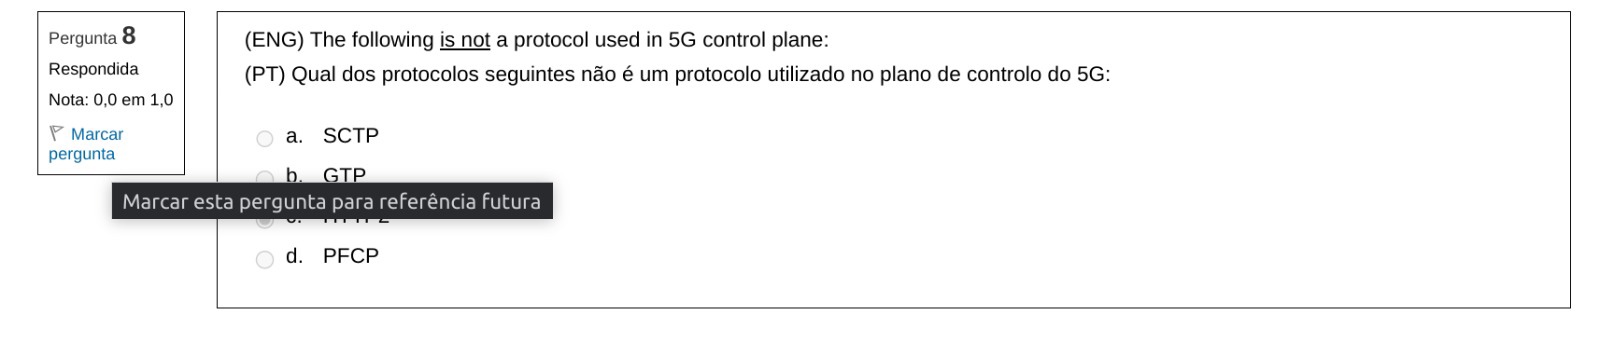 Pergunta 8
Respondida
Nota: 0,0 em 1,0
Marcar
pergunta
(ENG) The following is not a protocol used in 5G control plane:
(PT) Qual dos protocolos seguintes não é um protocolo utilizado no plano de controlo do 5G:
a. SCTP
b. GTP
Marcar esta pergunta para referência futura
d. PFCP